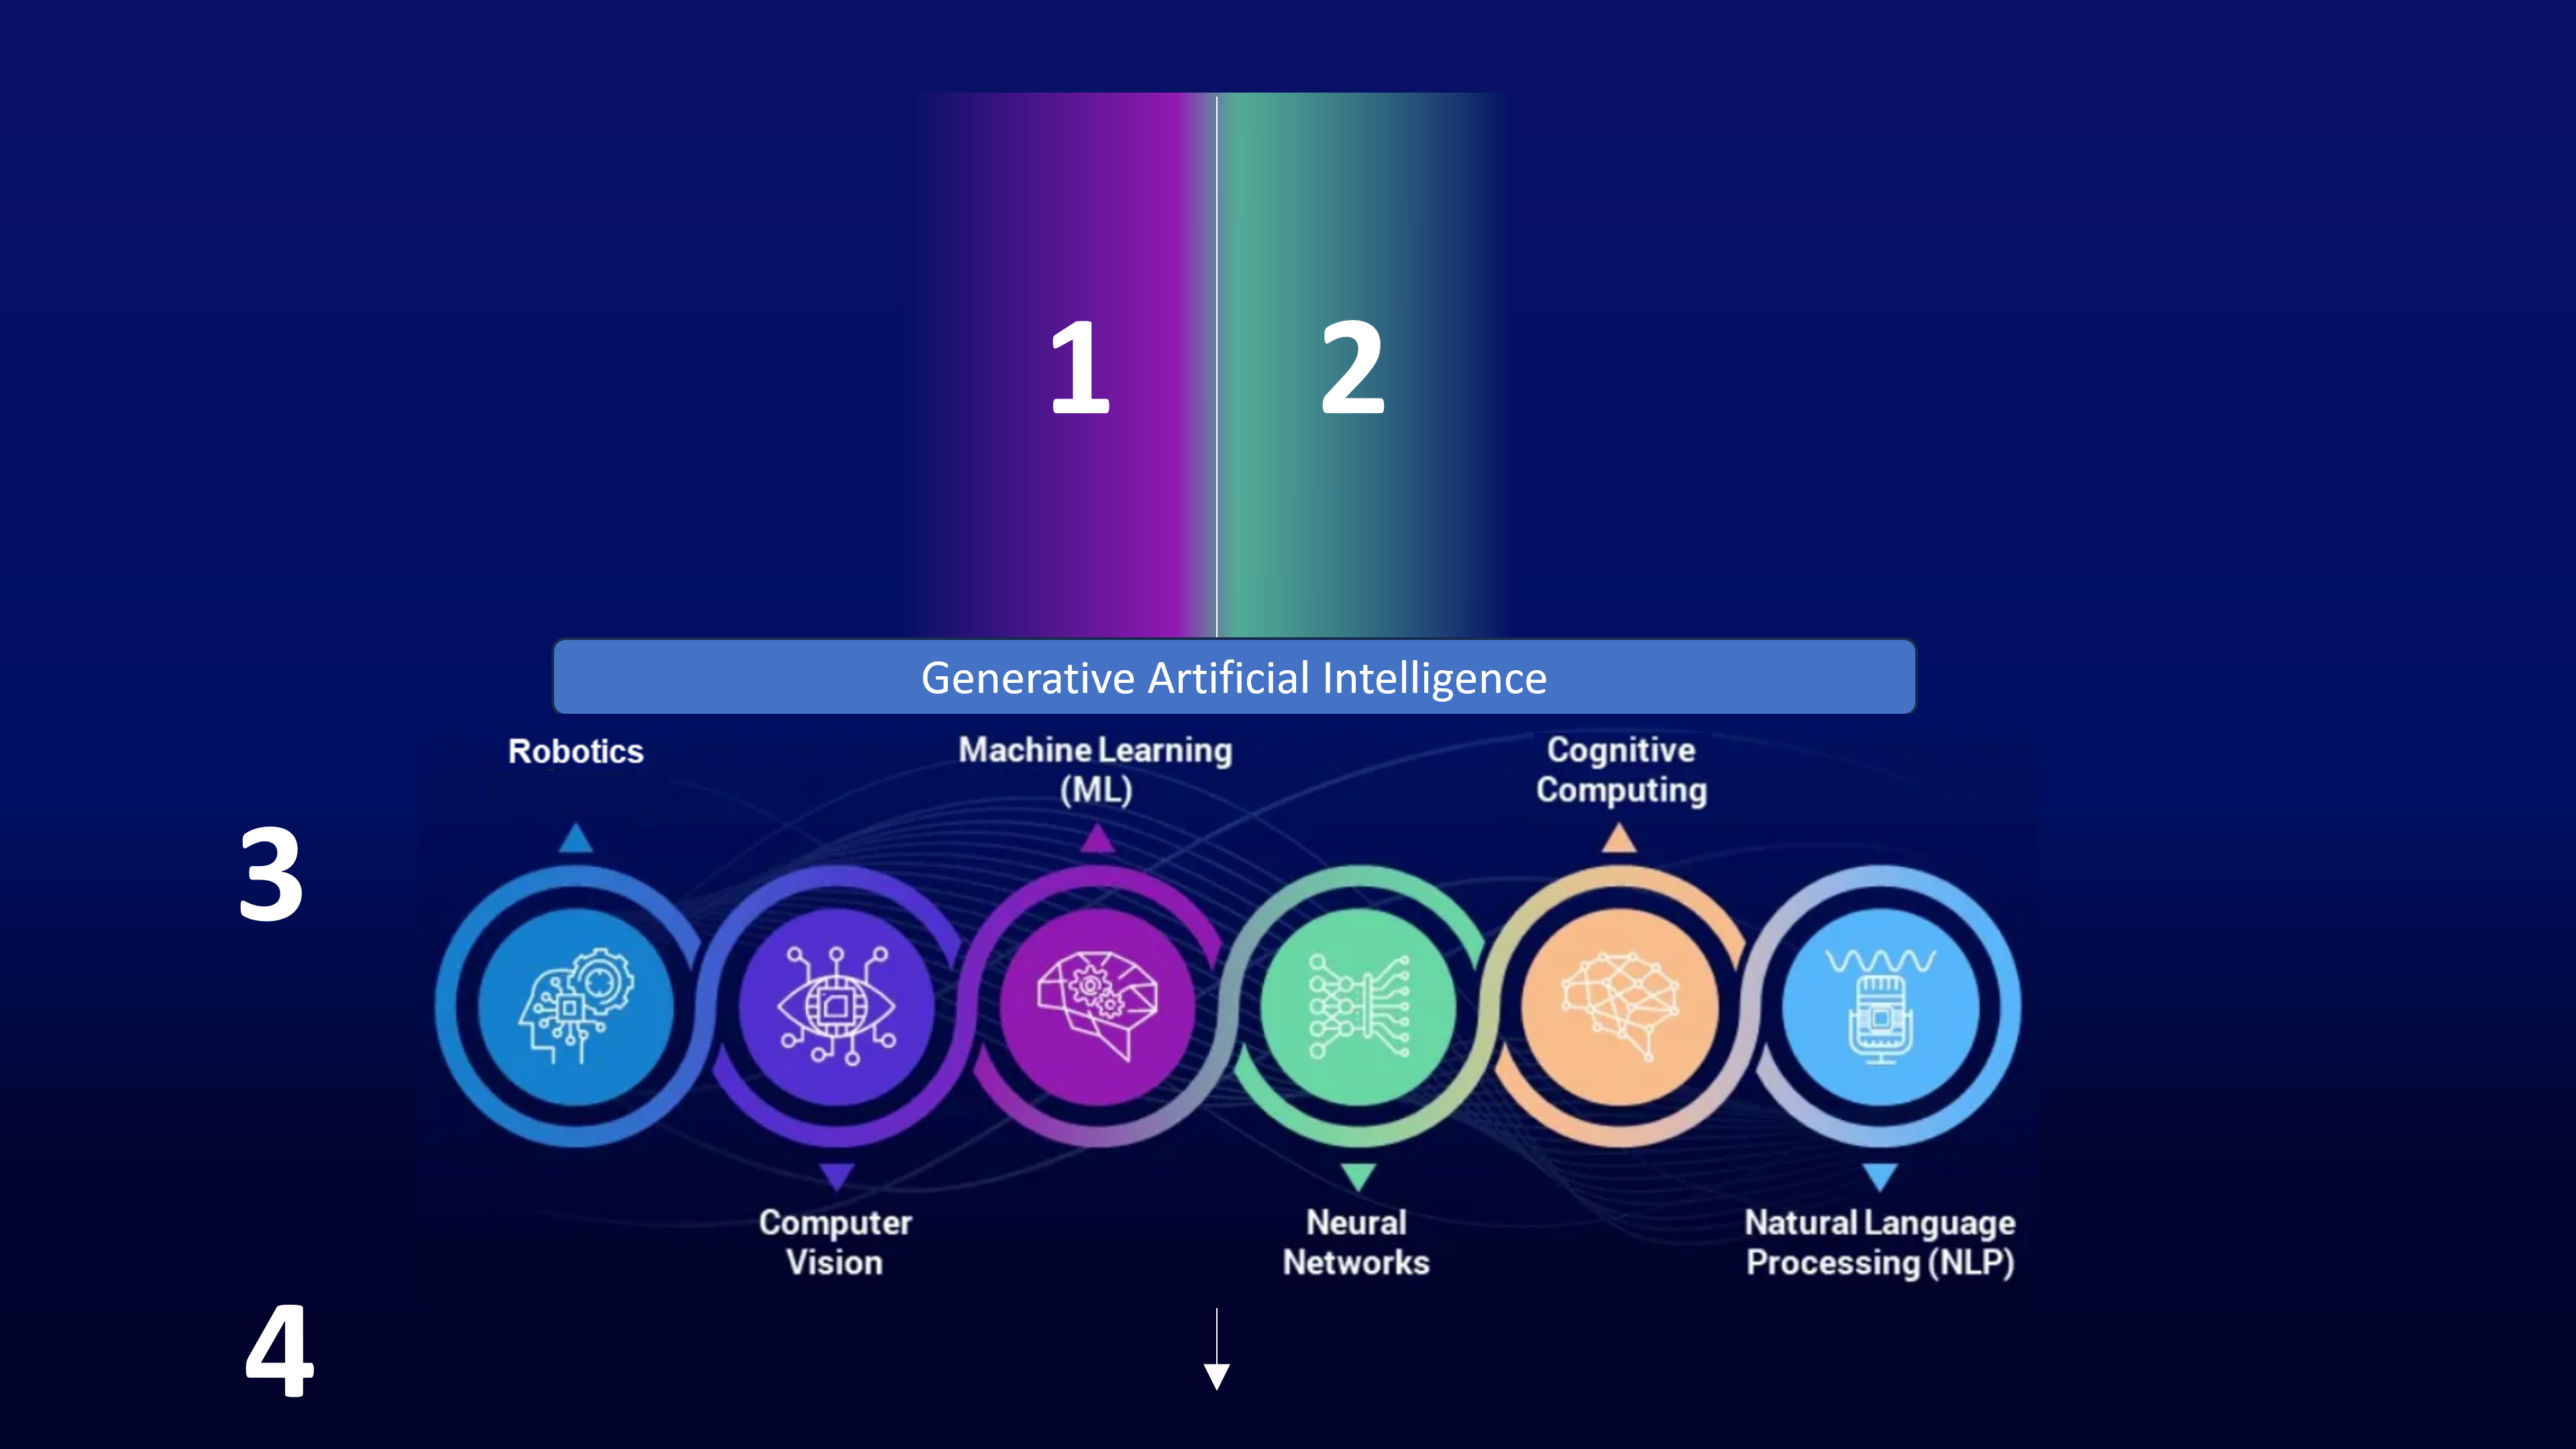 1 2
Generative Artificial Intelligence
Robotics
Machine Learning
(ML)
Cognitive
Computing
3
Computer
Vision
Neural
Networks
Natural Language
Processing (NLP)
4